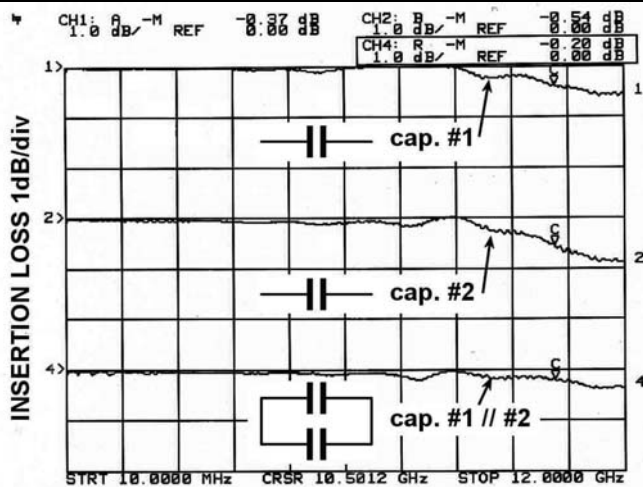 CH1: A -M -0.37 dB CH2: B -M -0.54 dB
1.0 dB/ REF 0.00 dB 1.0 dB/ REF 0.00 dB
CH4: R -M -0.20 dB
1.0 dB/ REF 0.00 dB
INSERTION LOSS 1dB/div
1>
C
1
cap. #1
2>
C
2
cap. #2
4>
C
4
cap. #1 // #2
STRT 10.0000 MHz CRSR 10.5012 GHz STOP 12.0000 GHz